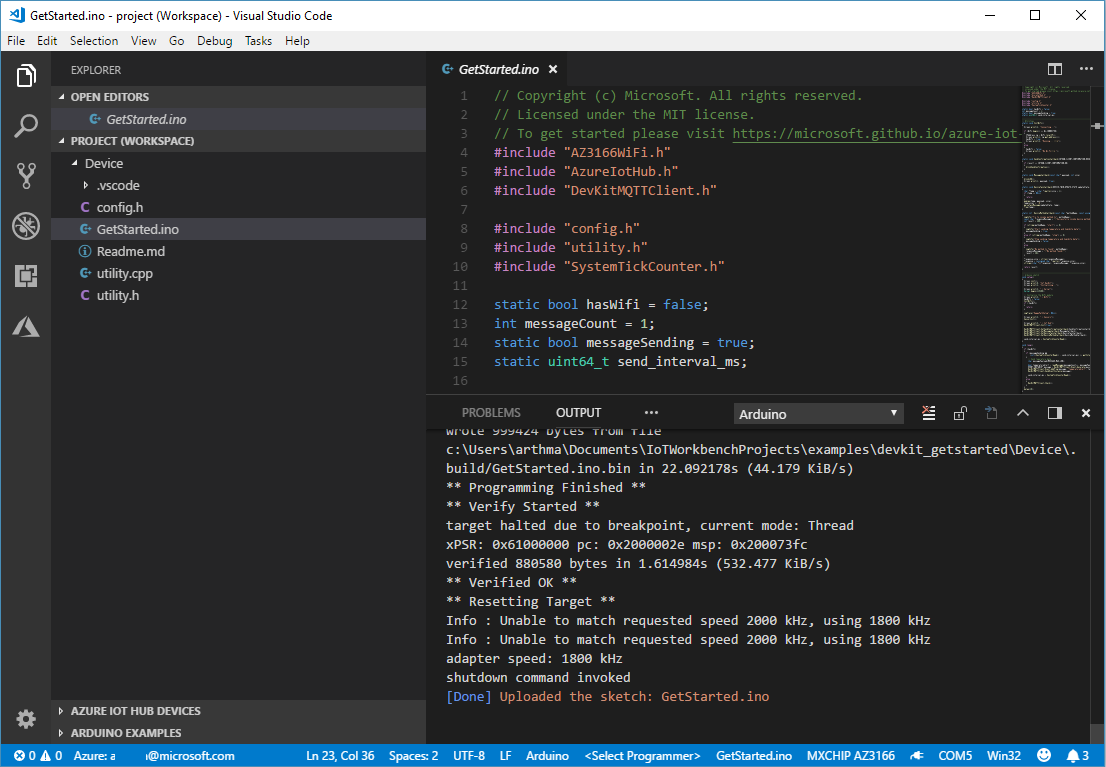 GetStarted.ino - project (Workspace) - Visual Studio Code
File Edit Selection View Go Debug Tasks Help
EXPLORER
OPEN EDITORS
GetStarted.ino
PROJECT (WORKSPACE)
Device
.vscode
config.h
GetStarted.ino
Readme.md
utility.cpp
utility.h
AZURE IOT HUB DEVICES
ARDUINO EXAMPLES
GetStarted.ino
1 // Copyright (c) Microsoft. All rights reserved.
2 // Licensed under the MIT license.
3 // To get started please visit https://microsoft.github.io/azure-iot-
4 #include "AZ3166WiFi.h"
5 #include "AzureIotHub.h"
6 #include "DevKitMQTTClient.h"
7
8 #include "config.h"
9 #include "utility.h"
10 #include "SystemTickCounter.h"
11
12 static bool hasWifi = false;
13 int messageCount = 1;
14 static bool messageSending = true;
15 static uint64_t send_interval_ms;
16
PROBLEMS OUTPUT ... Arduino
wrote 999424 bytes from file
c:\Users\arthma\Documents\IoTWorkbenchProjects\examples\devkit_getstarted\Device\.
build/GetStarted.ino.bin in 22.092178s (44.179 KiB/s)
** Programming Finished **
** Verify Started **
target halted due to breakpoint, current mode: Thread
xPSR: 0x61000000 pc: 0x2000002e msp: 0x200073fc
verified 880580 bytes in 1.614984s (532.477 KiB/s)
** Verified OK **
** Resetting Target **
Info : Unable to match requested speed 2000 kHz, using 1800 kHz
Info : Unable to match requested speed 2000 kHz, using 1800 kHz
adapter speed: 1800 kHz
shutdown command invoked
[Done] Uploaded the sketch: GetStarted.ino
0 0 Azure: a @microsoft.com Ln 23, Col 36 Spaces: 2 UTF-8 LF Arduino <Select Programmer> GetStarted.ino MXCHIP AZ3166 COM5 Win32 3